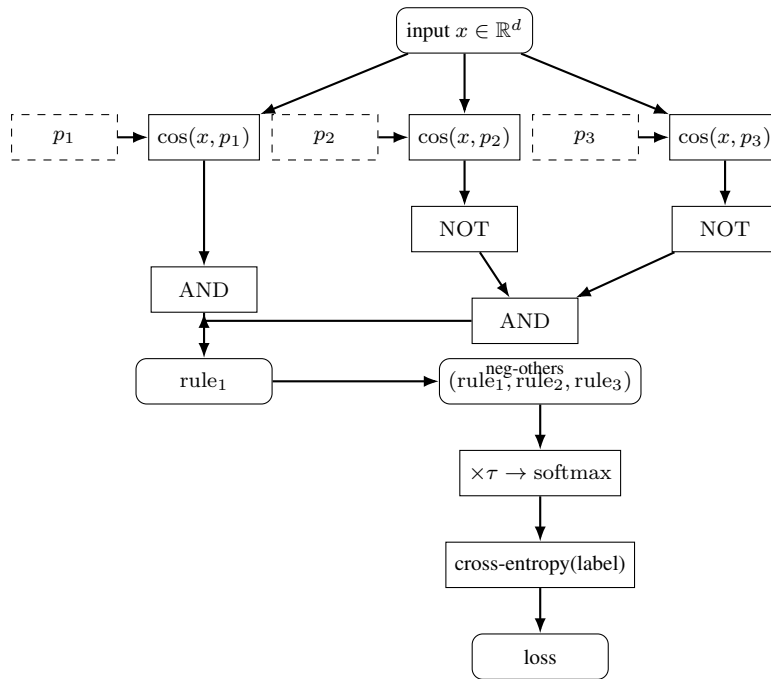 input x ∈ ℝ^d
p₁
cos(x, p₁)
p₂
cos(x, p₂)
p₃
cos(x, p₃)
NOT
NOT
AND
AND
rule₁
neg-others
(rule₁, rule₂, rule₃)
×τ → softmax
cross-entropy(label)
loss